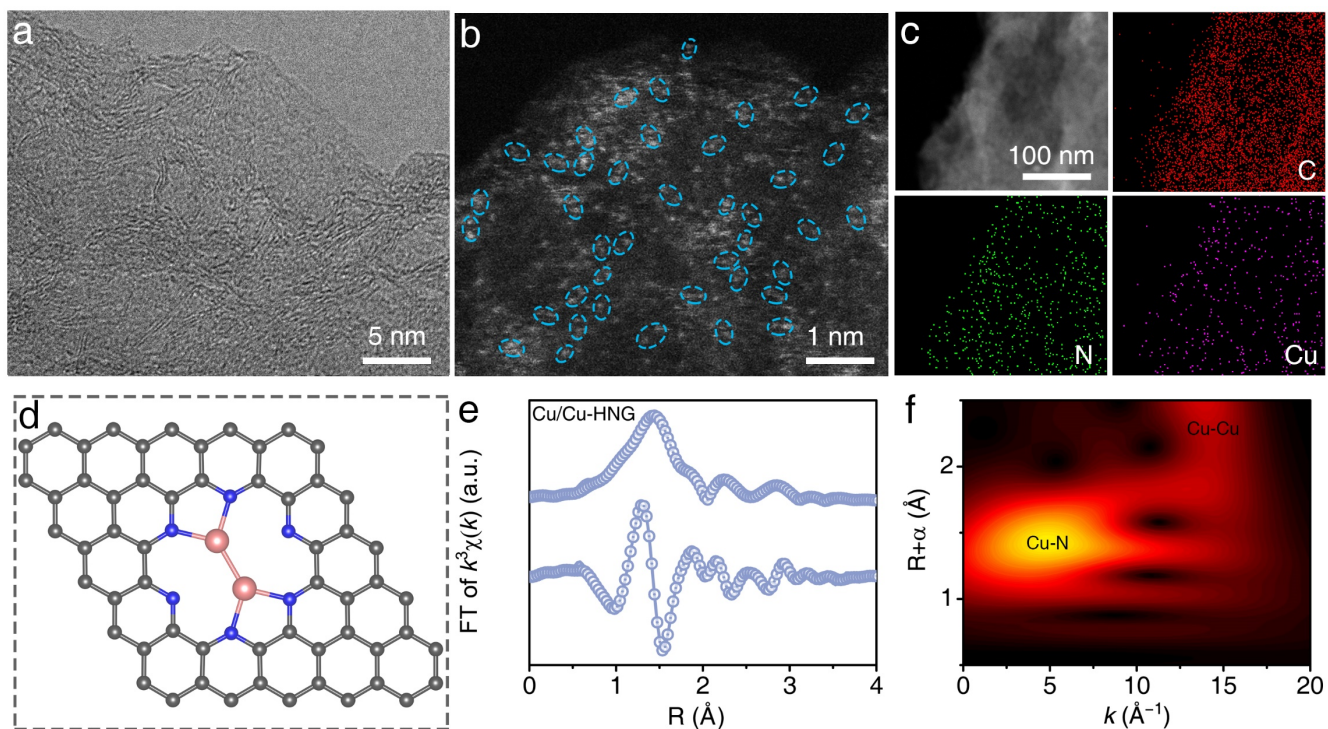 a
5 nm
b
1 nm
c
100 nm
C
N
Cu
d
e
Cu/Cu-HNG
FT of k³χ(k) (a.u.)
0
1
2
3
4
R (Å)
f
Cu-Cu
Cu-N
R+α (Å)
2
1
0
5
10
15
20
k (Å⁻¹)